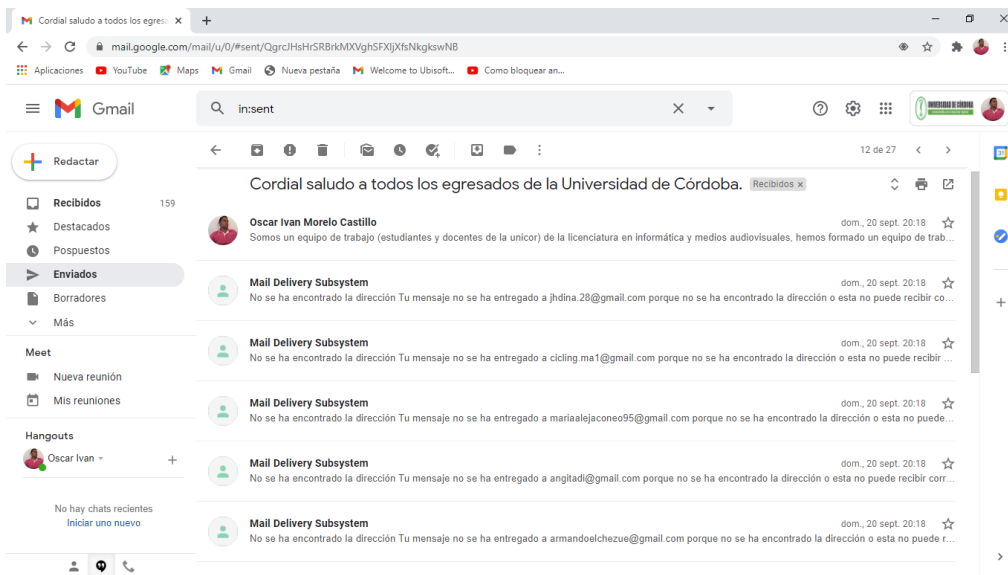 Cordial saludo a todos los egresa
mail.google.com/mail/u/0/#sent/QgrcJHsHrSRBrkMXVghSFXljXfsNkgkswNB
Aplicaciones YouTube Maps Gmail Nueva pestaña Welcome to Ubisoft... Como bloquear an...
Gmail
in:sent
UNIVERSIDAD DE CÓRDOBA
Redactar
12 de 27
Recibidos 159
Destacados
Pospuestos
Enviados
Borradores
Más
Meet
Nueva reunión
Mis reuniones
Hangouts
Oscar Ivan
No hay chats recientes
Iniciar uno nuevo
Cordial saludo a todos los egresados de la Universidad de Córdoba. Recibidos x
Oscar Ivan Morelo Castillo dom., 20 sept. 20:18
Somos un equipo de trabajo (estudiantes y docentes de la unicor) de la licenciatura en informática y medios audiovisuales, hemos formado un equipo de trab...
Mail Delivery Subsystem dom., 20 sept. 20:18
No se ha encontrado la dirección Tu mensaje no se ha entregado a jhdina.28@gmail.com porque no se ha encontrado la dirección o esta no puede recibir co...
Mail Delivery Subsystem dom., 20 sept. 20:18
No se ha encontrado la dirección Tu mensaje no se ha entregado a cicling.ma1@gmail.com porque no se ha encontrado la dirección o esta no puede recibir ...
Mail Delivery Subsystem dom., 20 sept. 20:18
No se ha encontrado la dirección Tu mensaje no se ha entregado a mariaalejaconeo95@gmail.com porque no se ha encontrado la dirección o esta no puede...
Mail Delivery Subsystem dom., 20 sept. 20:18
No se ha encontrado la dirección Tu mensaje no se ha entregado a angitadi@gmail.com porque no se ha encontrado la dirección o esta no puede recibir corr...
Mail Delivery Subsystem dom., 20 sept. 20:18
No se ha encontrado la dirección Tu mensaje no se ha entregado a armandoelchezue@gmail.com porque no se ha encontrado la dirección o esta no puede r...